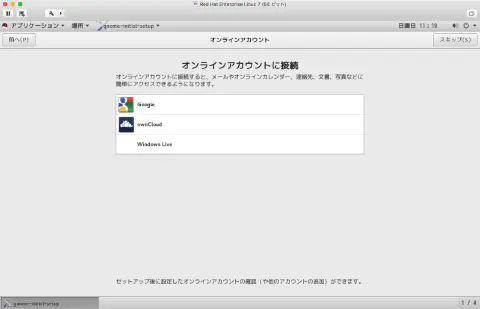 Red Hat Enterprise Linux 7 (64 ビット)
アプリケーション 場所 gnome-initial-setup 日曜日 11:19
前へ(P) オンラインアカウント スキップ(S)
オンラインアカウントに接続
オンラインアカウントに接続すると、メールやオンラインカレンダー、連絡先、文書、写真などに
簡単にアクセスできるようになります。
Google
ownCloud
Windows Live
セットアップ後に設定したオンラインアカウントの確認（や他のアカウントの追加）ができます。
gnome-initial-setup 1 / 4